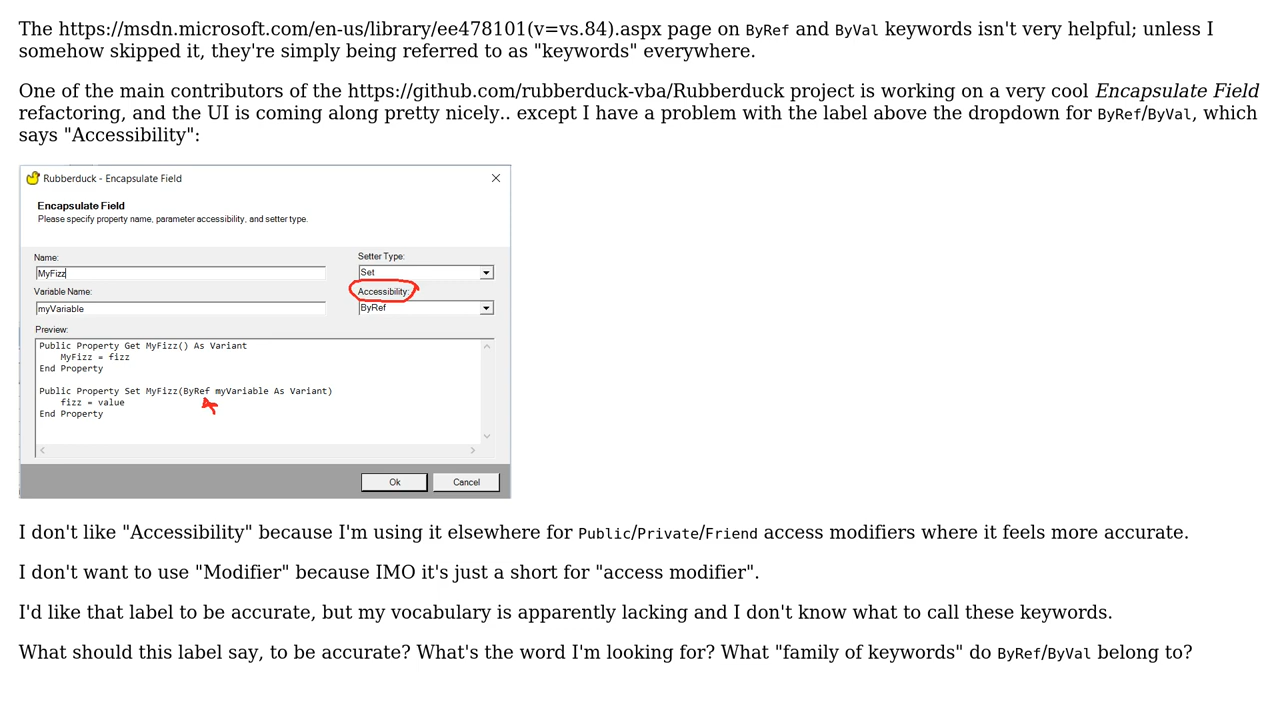 The https://msdn.microsoft.com/en-us/library/ee478101(v=vs.84).aspx page on ByRef and ByVal keywords isn't very helpful; unless I
somehow skipped it, they're simply being referred to as "keywords" everywhere.
One of the main contributors of the https://github.com/rubberduck-vba/Rubberduck project is working on a very cool Encapsulate Field
refactoring, and the UI is coming along pretty nicely.. except I have a problem with the label above the dropdown for ByRef/ByVal, which
says "Accessibility":
Rubberduck - Encapsulate Field
Encapsulate Field
Please specify property name, parameter accessibility, and setter type.
Name:
MyFizz
Setter Type:
Set
Variable Name:
myVariable
Accessibility:
ByRef
Preview:
Public Property Get MyFizz() As Variant
MyFizz = fizz
End Property
Public Property Set MyFizz(ByRef myVariable As Variant)
fizz = value
End Property
Ok
Cancel
I don't like "Accessibility" because I'm using it elsewhere for Public/Private/Friend access modifiers where it feels more accurate.
I don't want to use "Modifier" because IMO it's just a short for "access modifier".
I'd like that label to be accurate, but my vocabulary is apparently lacking and I don't know what to call these keywords.
What should this label say, to be accurate? What's the word I'm looking for? What "family of keywords" do ByRef/ByVal belong to?